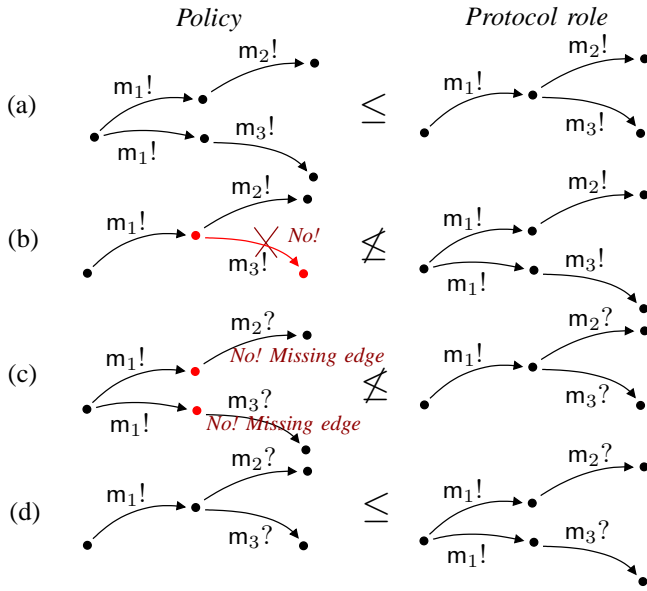 Policy Protocol role
m₂! m₂!
m₁! m₁!
(a) ≤
m₁! m₃! m₃!
m₂! m₂!
m₁! m₁!
(b) No! ≰
m₃! m₁! m₃!
m₂? m₂?
m₁! No! Missing edge m₁!
(c) ≰
m₁! m₃? m₃?
No! Missing edge
m₂? m₂?
m₁! m₁!
(d) ≤
m₃? m₁! m₃?